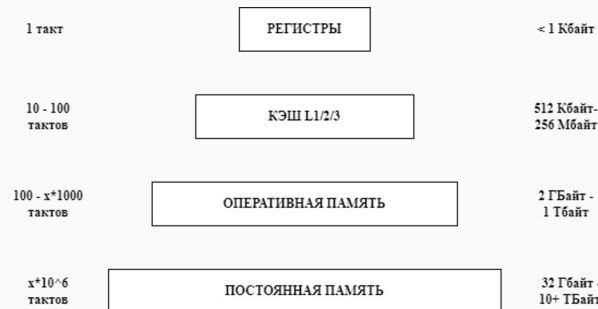 1 такт
РЕГИСТРЫ
< 1 Кбайт
10 - 100
тактов
КЭШ L1/2/3
512 Кбайт-
256 Мбайт
100 - х*1000
тактов
ОПЕРАТИВНАЯ ПАМЯТЬ
2 ГБайт -
1 Тбайт
х*10^6
тактов
ПОСТОЯННАЯ ПАМЯТЬ
32 Гбайт -
10+ ТБайт